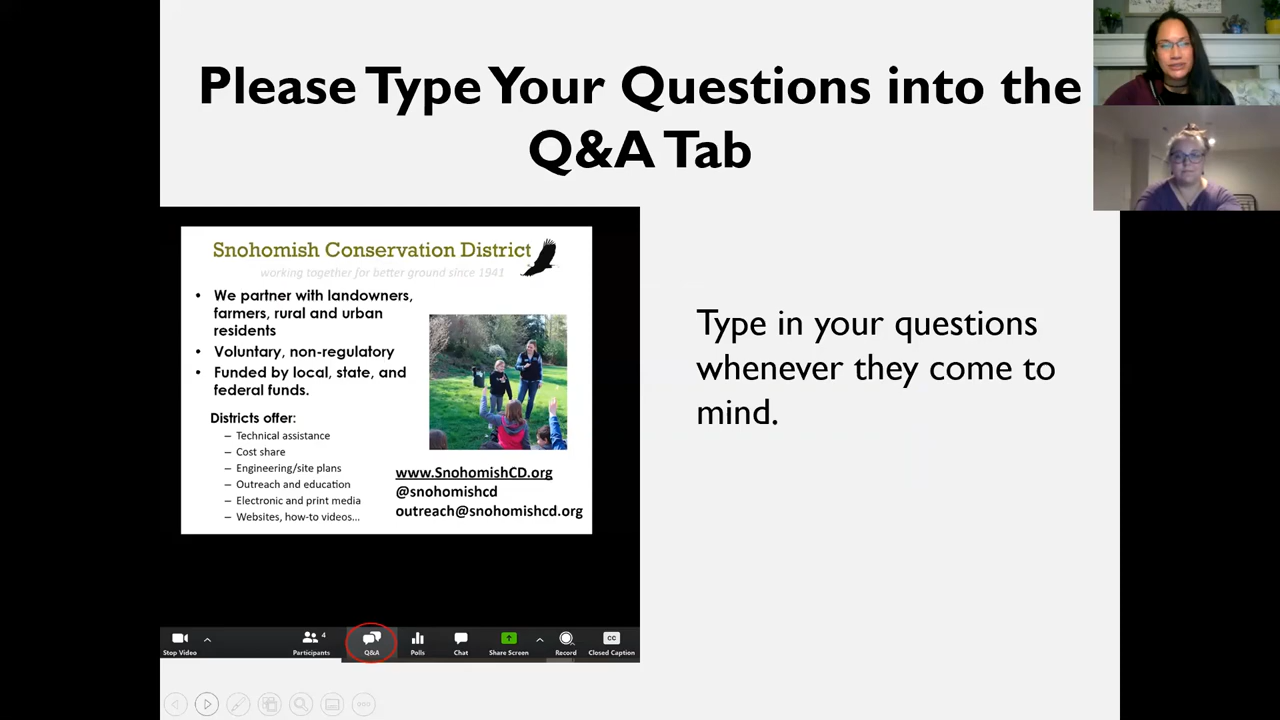 Please Type Your Questions into the
Q&A Tab
Snohomish Conservation District
working together for better ground since 1941
• We partner with landowners,
farmers, rural and urban
residents
• Voluntary, non-regulatory
• Funded by local, state, and
federal funds.
Districts offer:
– Technical assistance
– Cost share
– Engineering/site plans
– Outreach and education
– Electronic and print media
– Websites, how-to videos...
www.SnohomishCD.org
@snohomishcd
outreach@snohomishcd.org
Type in your questions
whenever they come to
mind.
4
CC
Stop Video Participants Q&A Polls Chat Share Screen Record Closed Caption